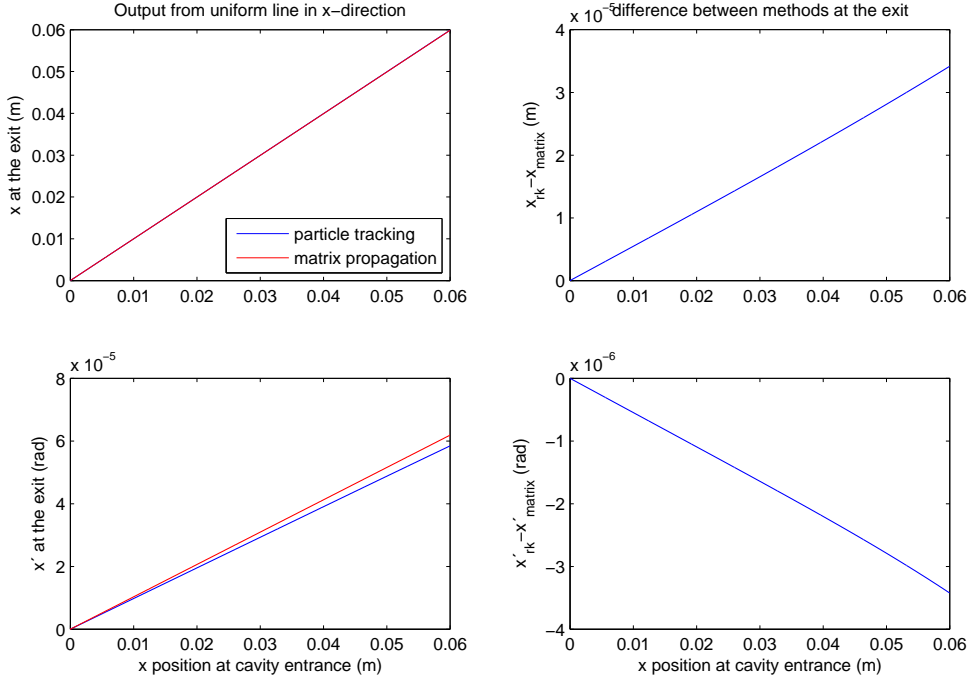 Output from uniform line in x−direction
x at the exit (m)
0.06
0.05
0.04
0.03
0.02
0.01
0
0 0.01 0.02 0.03 0.04 0.05 0.06
particle tracking
matrix propagation
x 10−5 difference between methods at the exit
xrk−xmatrix (m)
4
3
2
1
0
0 0.01 0.02 0.03 0.04 0.05 0.06
x 10−5
x′ at the exit (rad)
8
6
4
2
0
0 0.01 0.02 0.03 0.04 0.05 0.06
x position at cavity entrance (m)
x 10−6
x′rk−x′matrix (rad)
0
−1
−2
−3
−4
0 0.01 0.02 0.03 0.04 0.05 0.06
x position at cavity entrance (m)